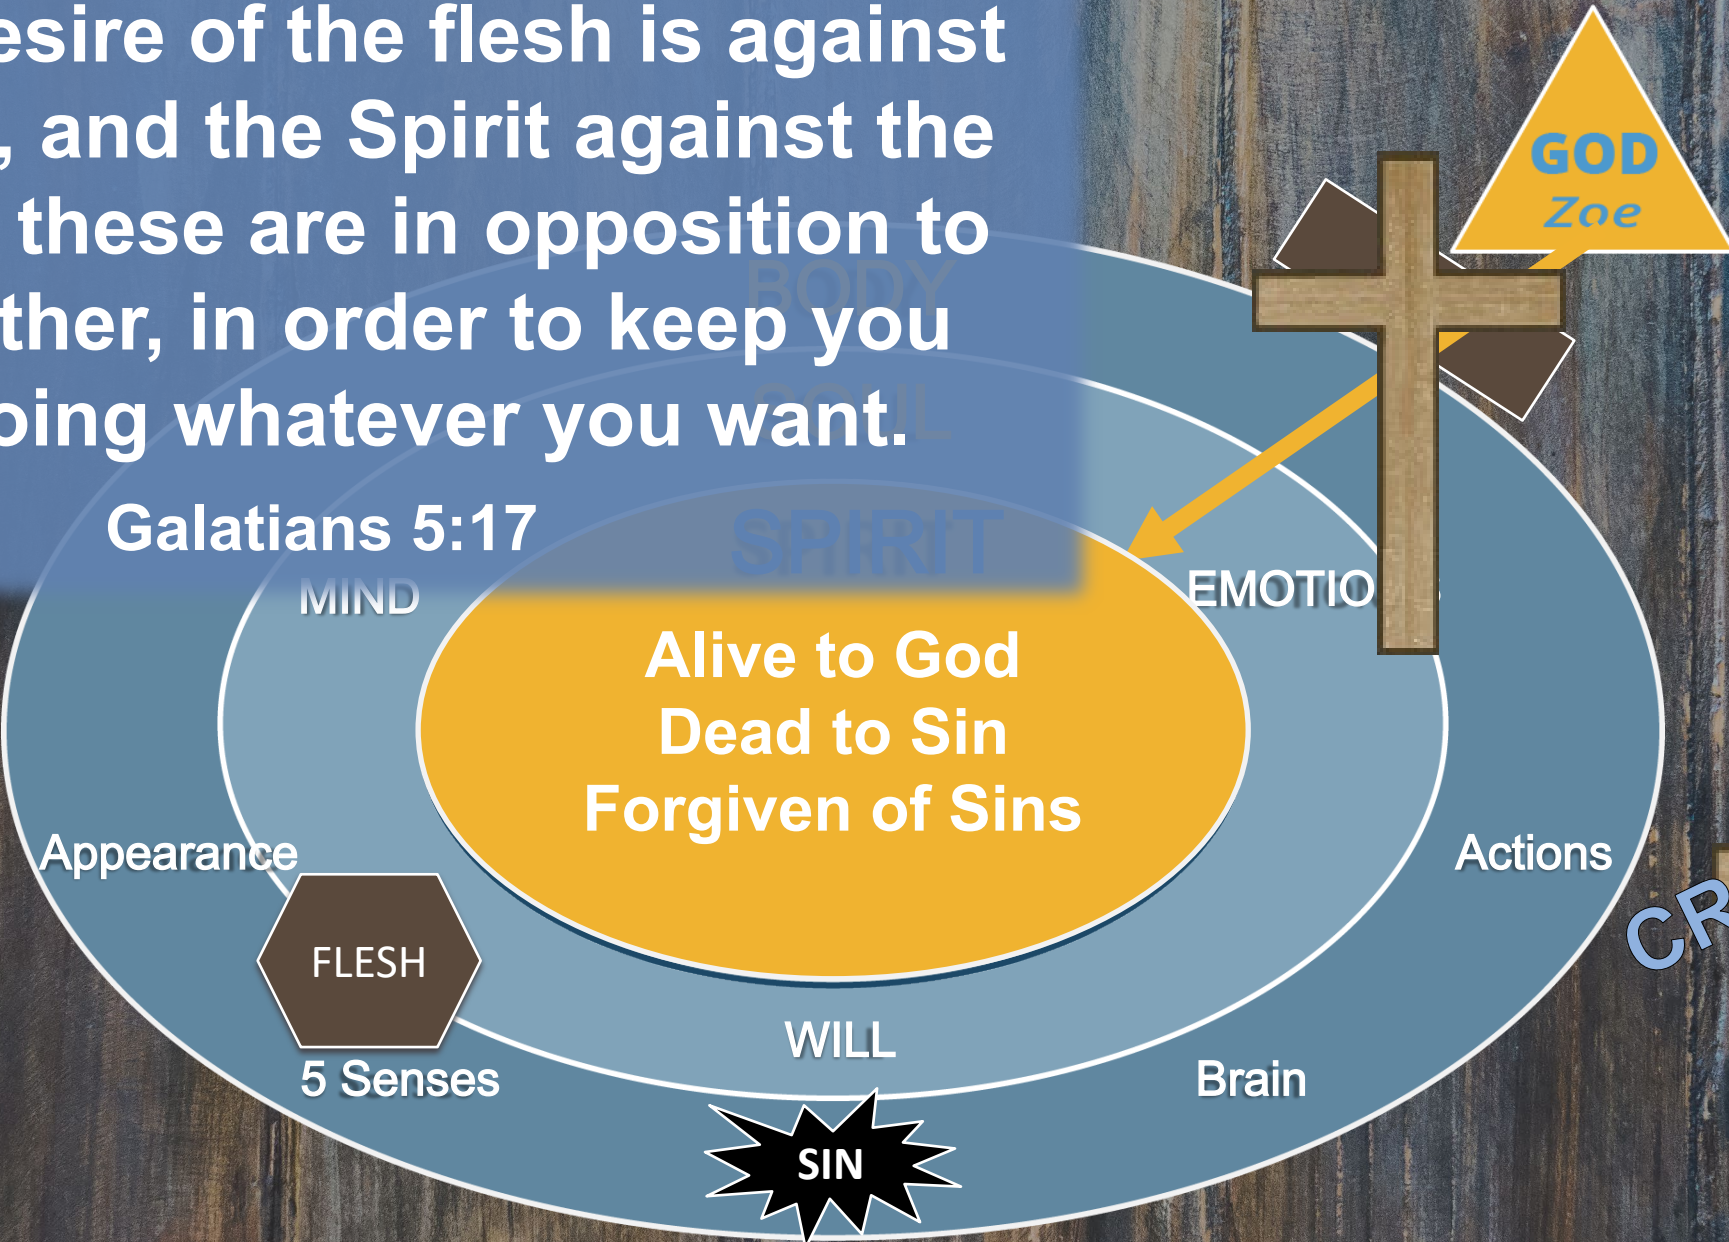 esire of the flesh is against
, and the Spirit against the
these are in opposition to
ther, in order to keep you
oing whatever you want.
Galatians 5:17
GOD
Zoe
BODY
SOUL
SPIRIT
MIND
EMOTIO S
Alive to God
Dead to Sin
Forgiven of Sins
Appearance
Actions
CR
FLESH
WILL
5 Senses
Brain
SIN